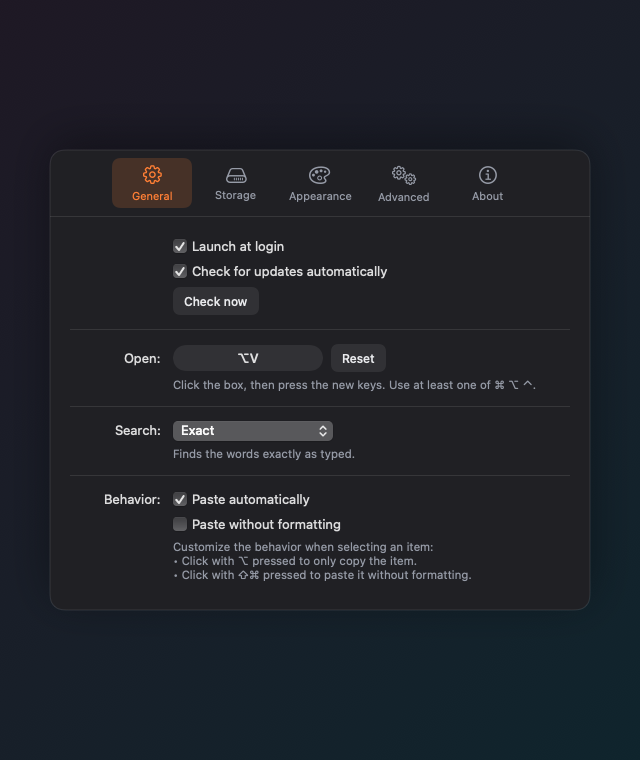 General Storage Appearance Advanced About
Launch at login
Check for updates automatically
Check now
Open: ⌥V Reset
Click the box, then press the new keys. Use at least one of ⌘ ⌥ ^.
Search: Exact
Finds the words exactly as typed.
Behavior: Paste automatically
Paste without formatting
Customize the behavior when selecting an item:
• Click with ⌥ pressed to only copy the item.
• Click with ⇧⌘ pressed to paste it without formatting.